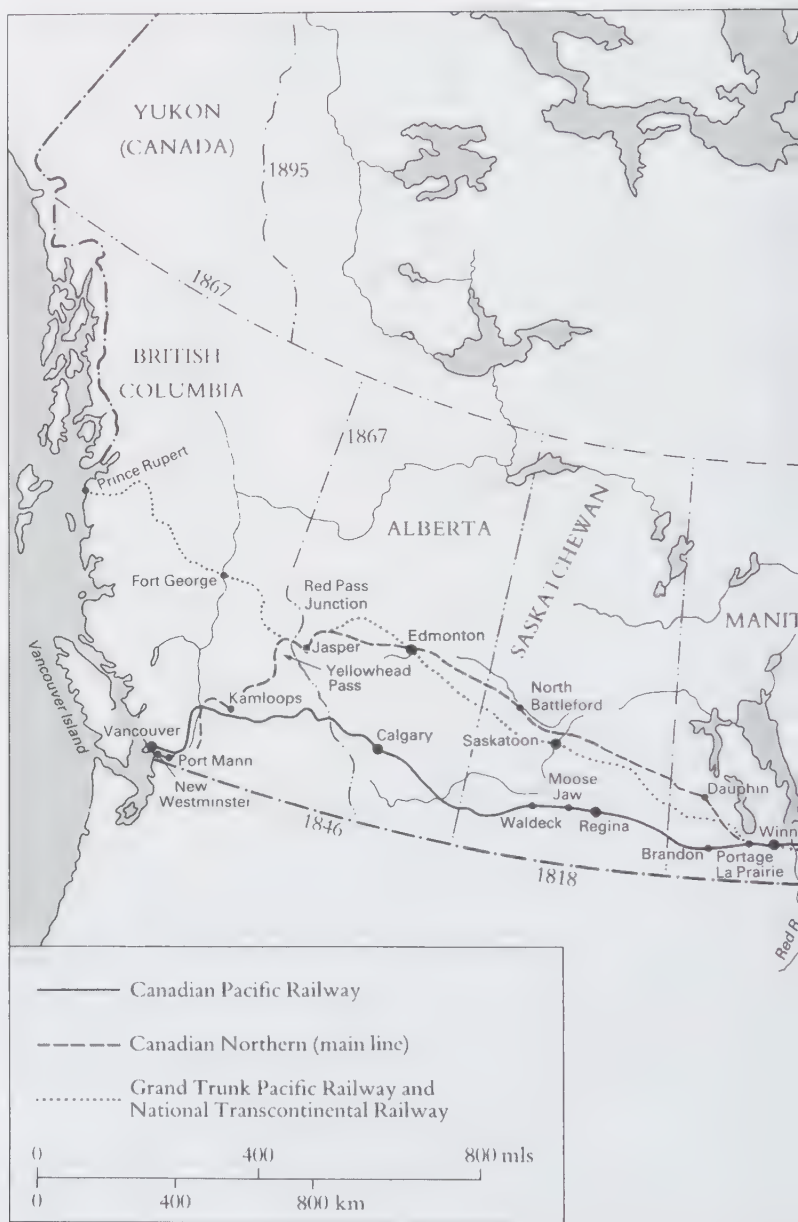 YUKON
(CANADA)
1895
1867
BRITISH
COLUMBIA
1867
Prince Rupert
ALBERTA
SASKATCHEWAN
MANIT
Fort George
Red Pass
Junction
Jasper
Edmonton
Yellowhead
Pass
North
Battleford
Vancouver Island
Kamloops
Vancouver
Calgary
Saskatoon
Port Mann
New
Westminster
Moose
Jaw
Dauphin
Waldeck
Regina
Winn
Brandon
Portage
La Prairie
1846
1818
Red R
Canadian Pacific Railway
Canadian Northern (main line)
Grand Trunk Pacific Railway and
National Transcontinental Railway
0 400 800 mls
0 400 800 km